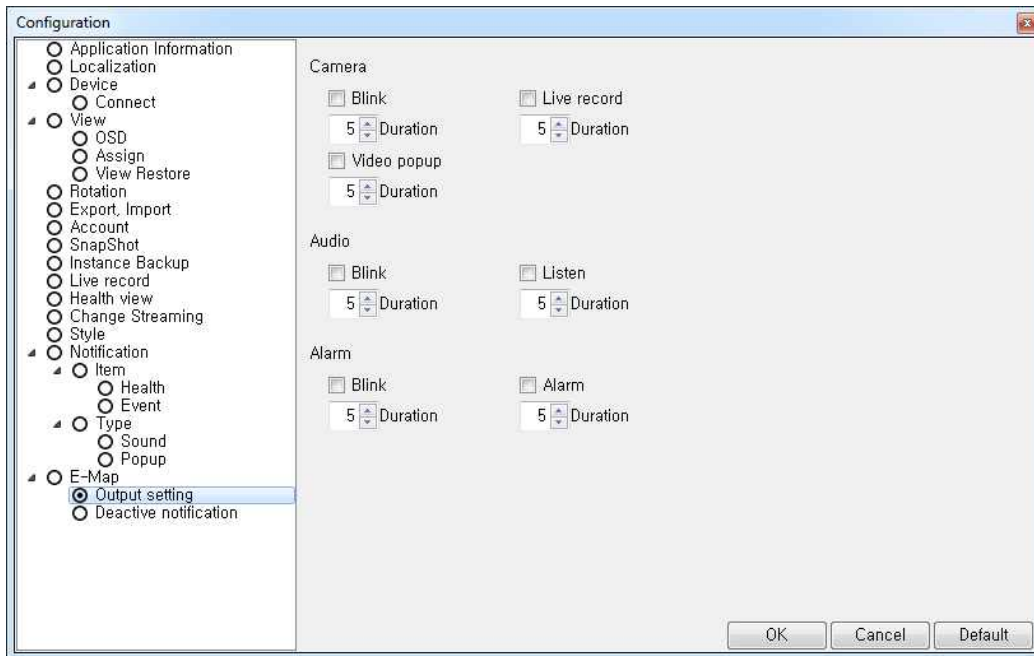 Configuration
Application Information
Localization
Device
Connect
View
OSD
Assign
View Restore
Rotation
Export, Import
Account
SnapShot
Instance Backup
Live record
Health view
Change Streaming
Style
Notification
Item
Health
Event
Type
Sound
Popup
E-Map
Output setting
Deactive notification
Camera
Blink Live record
5 Duration 5 Duration
Video popup
5 Duration
Audio
Blink Listen
5 Duration 5 Duration
Alarm
Blink Alarm
5 Duration 5 Duration
OK Cancel Default